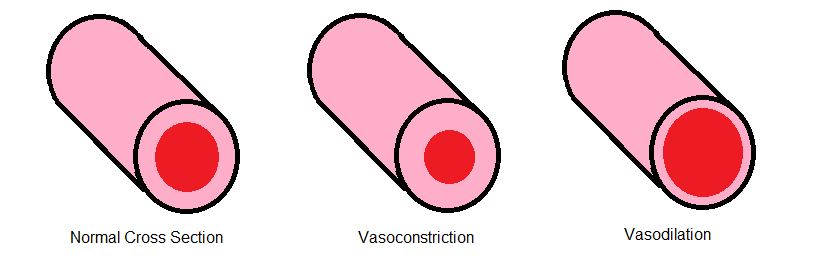 Normal Cross Section
Vasoconstriction
Vasodilation